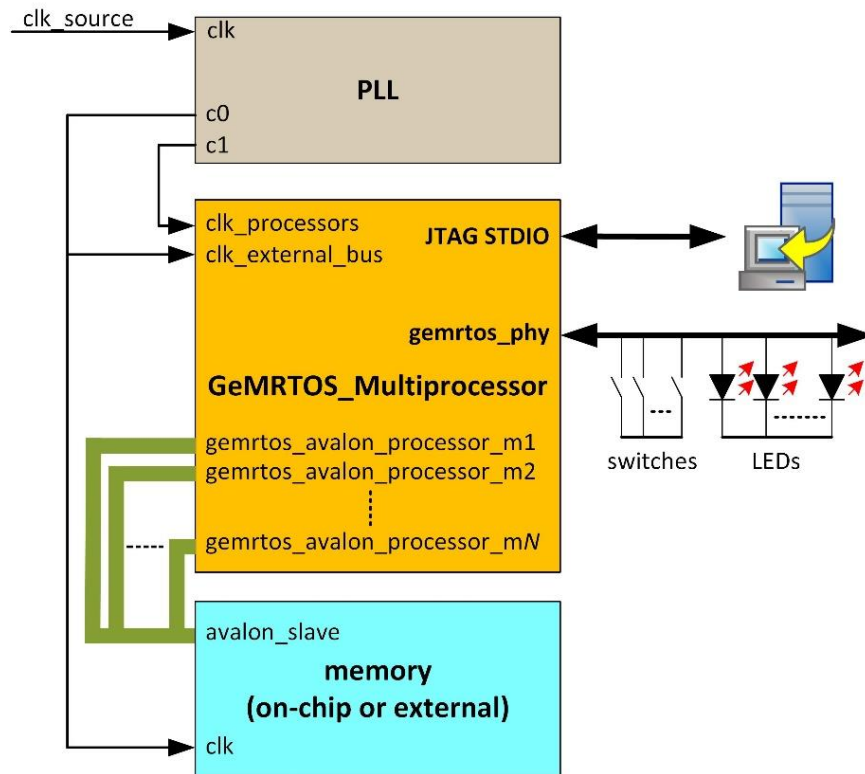 clk_source
clk
PLL
c0
c1
clk_processors
JTAG STDIO
clk_external_bus
gemrtos_phy
GeMRTOS_Multiprocessor
gemrtos_avalon_processor_m1
gemrtos_avalon_processor_m2
gemrtos_avalon_processor_mN
switches
LEDs
avalon_slave
memory
(on-chip or external)
clk